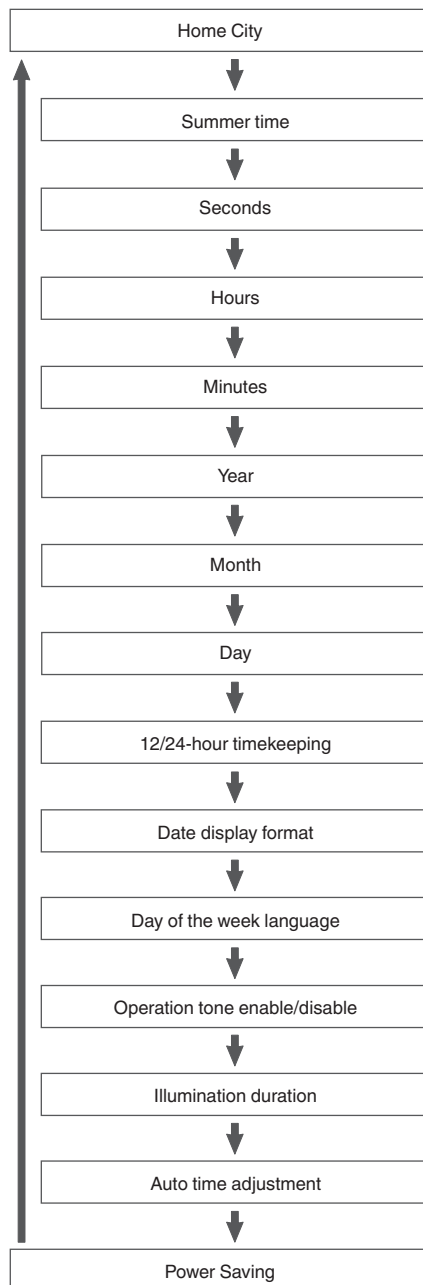 Home City
Summer time
Seconds
Hours
Minutes
Year
Month
Day
12/24-hour timekeeping
Date display format
Day of the week language
Operation tone enable/disable
Illumination duration
Auto time adjustment
Power Saving